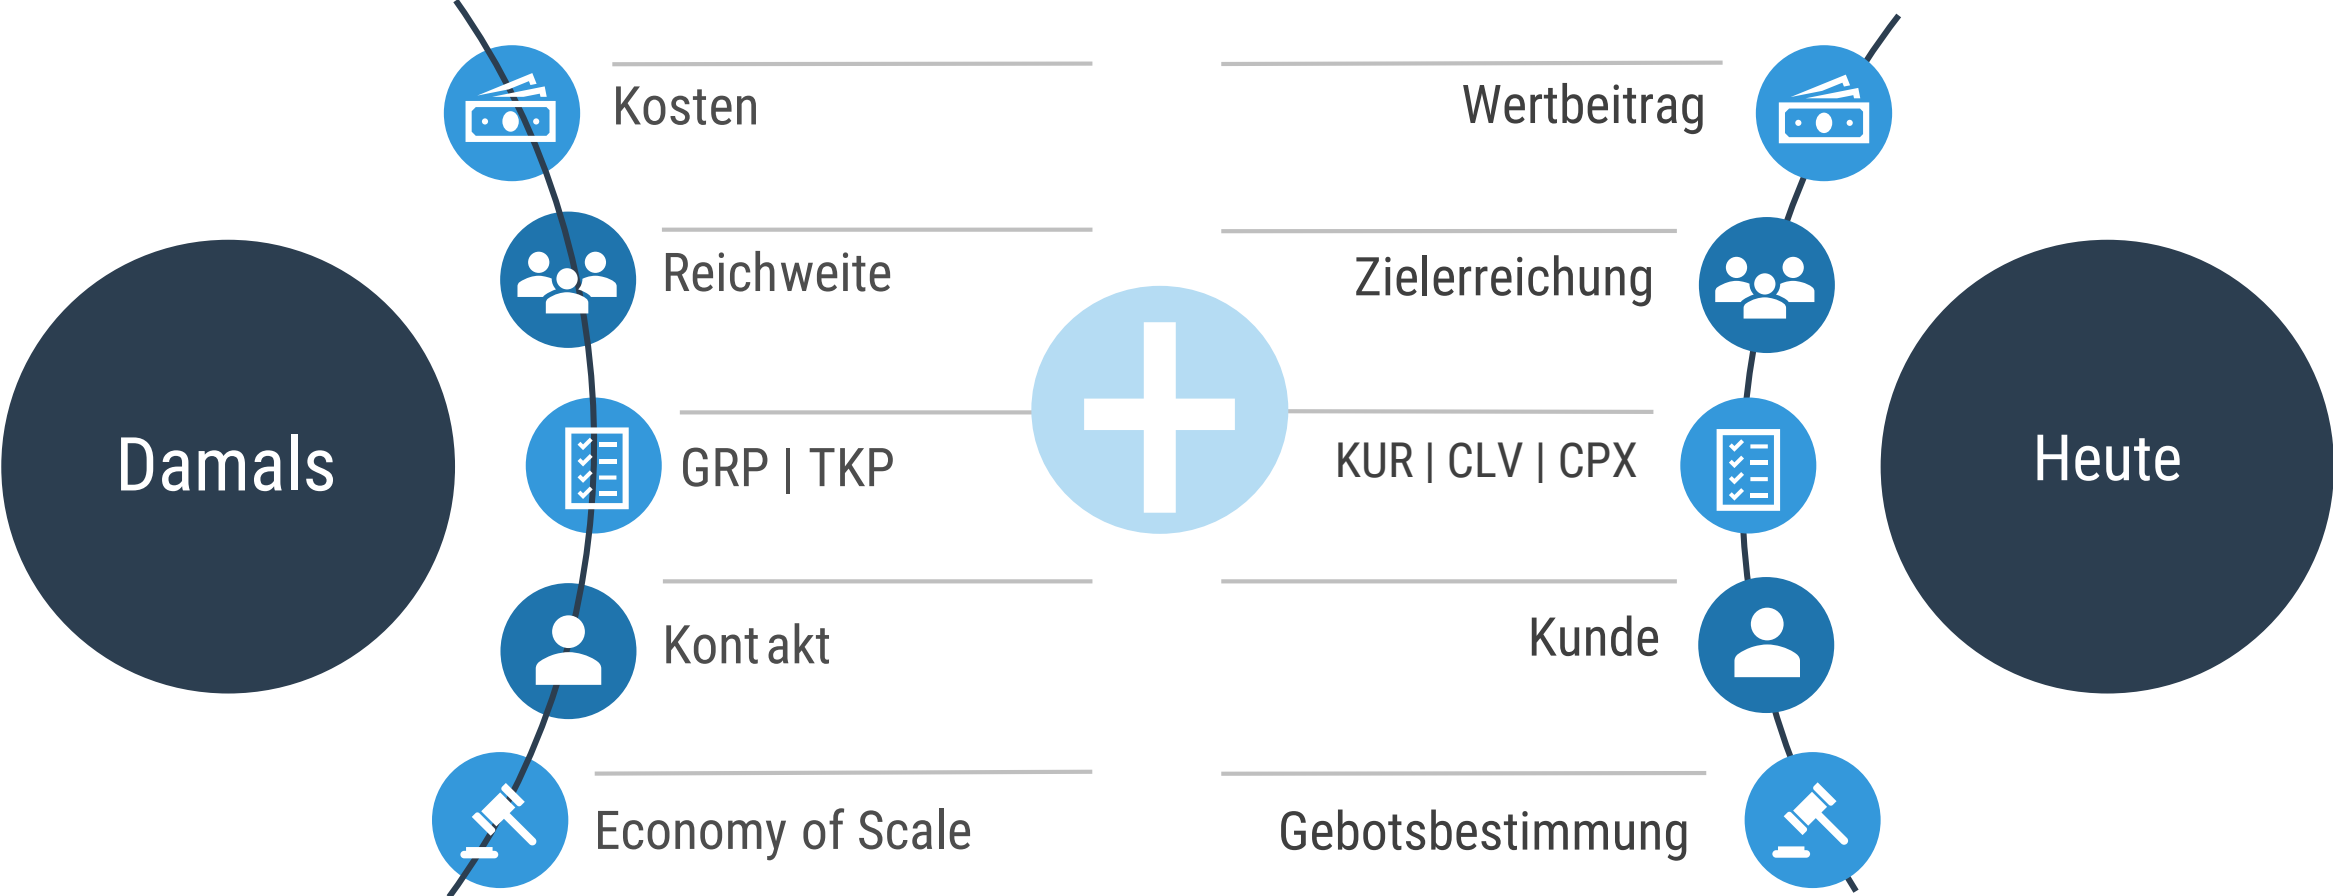 Damals
Kosten
Reichweite
GRP | TKP
Kontakt
Economy of Scale
Wertbeitrag
Zielerreichung
KUR | CLV | CPX
Kunde
Gebotsbestimmung
Heute